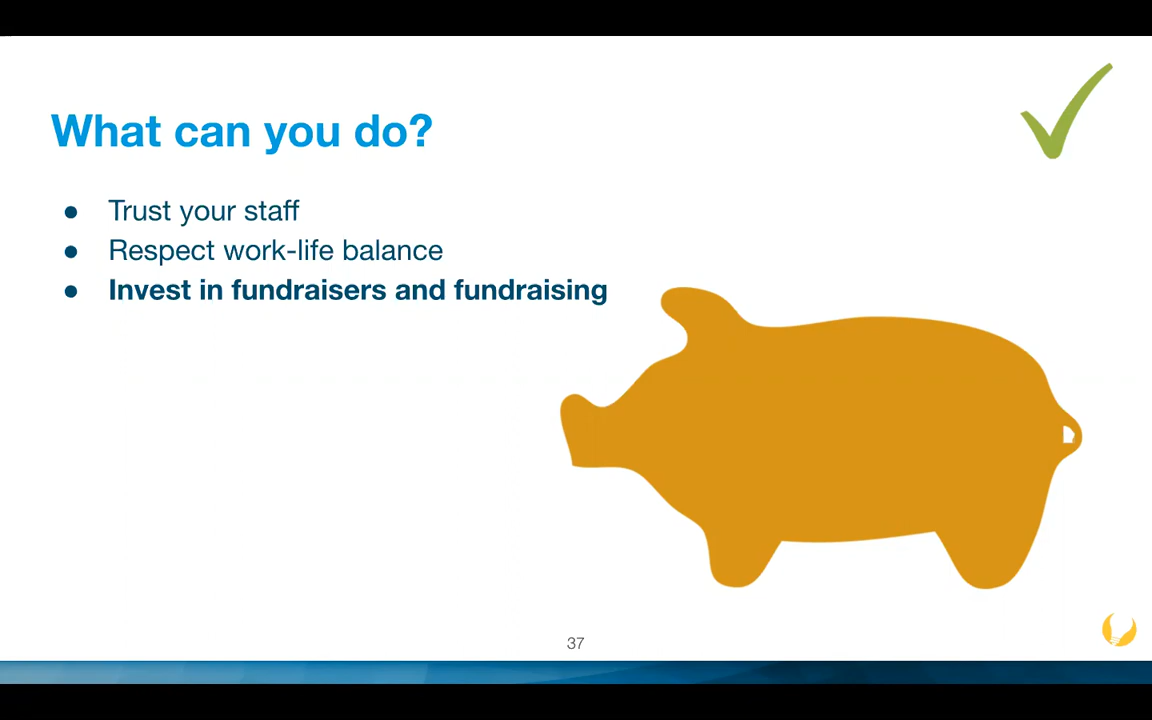 What can you do?
● Trust your staff
● Respect work-life balance
● Invest in fundraisers and fundraising
37